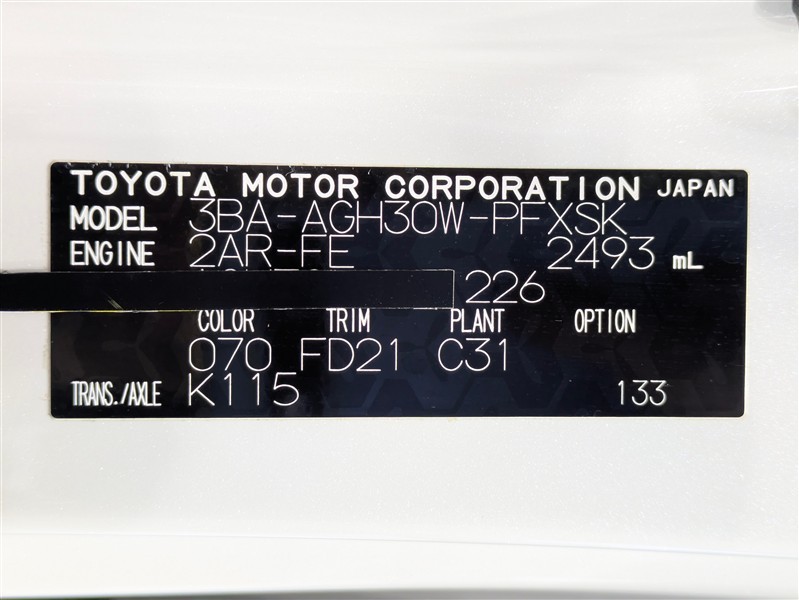 TOYOTA MOTOR CORPORATION JAPAN
MODEL 3BA-AGH30W-PFXSK
ENGINE 2AR-FE 2493 mL
226
COLOR TRIM PLANT OPTION
070 FD21 C31
TRANS./AXLE K115 133